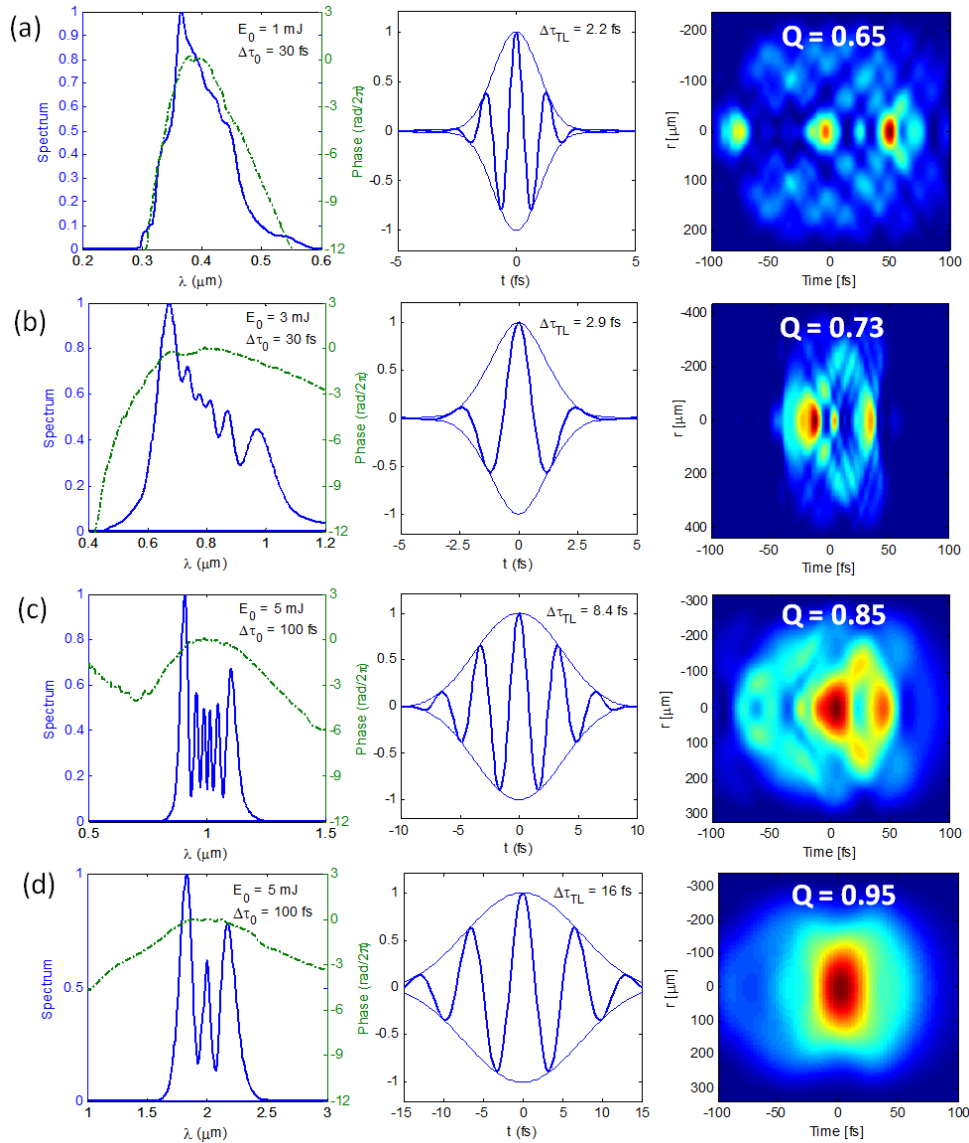 (a)
E0 = 1 mJ
Δτ0 = 30 fs
Spectrum
1
0.9
0.8
0.7
0.6
0.5
0.4
0.3
0.2
0.1
0
0.2 0.3 0.4 0.5 0.6
λ (μm)
3
0
-3
-6
-9
-12
Phase (rad/2π)
ΔτTL = 2.2 fs
1
0.5
0
-0.5
-1
-5 0 5
t (fs)
Q = 0.65
r [μm]
-200
-100
0
100
200
-100 -50 0 50 100
Time [fs]
(b)
E0 = 3 mJ
Δτ0 = 30 fs
Spectrum
1
0.8
0.6
0.4
0.2
0
0.4 0.6 0.8 1 1.2
λ (μm)
3
0
-3
-6
-9
-12
Phase (rad/2π)
ΔτTL = 2.9 fs
1
0.5
0
-0.5
-1
-5 -2.5 0 2.5 5
t (fs)
Q = 0.73
r [μm]
-400
-300
-200
-100
0
100
200
300
400
-100 -50 0 50 100
Time [fs]
(c)
E0 = 5 mJ
Δτ0 = 100 fs
Spectrum
1
0.8
0.6
0.4
0.2
0
0.5 1 1.5
λ (μm)
3
0
-3
-6
-9
-12
Phase (rad/2π)
ΔτTL = 8.4 fs
1
0.5
0
-0.5
-1
-10 -5 0 5 10
t (fs)
Q = 0.85
r [μm]
-300
-200
-100
0
100
200
300
-100 -50 0 50 100
Time [fs]
(d)
E0 = 5 mJ
Δτ0 = 100 fs
Spectrum
1
0.5
0
1 1.5 2 2.5 3
λ (μm)
3
0
-3
-6
-9
-12
Phase (rad/2π)
ΔτTL = 16 fs
1
0.5
0
-0.5
-1
-15 -10 -5 0 5 10 15
t (fs)
Q = 0.95
r [μm]
-300
-200
-100
0
100
200
300
-100 -50 0 50 100
Time [fs]